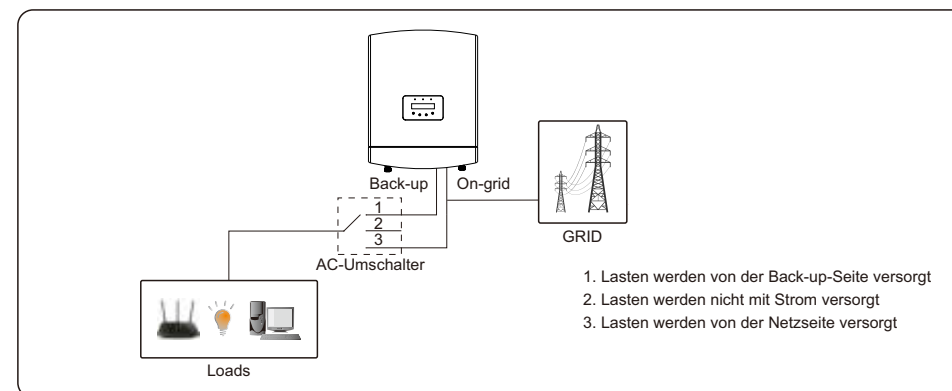 Back-up On-grid
1
2
3
AC-Umschalter
GRID
1. Lasten werden von der Back-up-Seite versorgt
2. Lasten werden nicht mit Strom versorgt
3. Lasten werden von der Netzseite versorgt
Loads